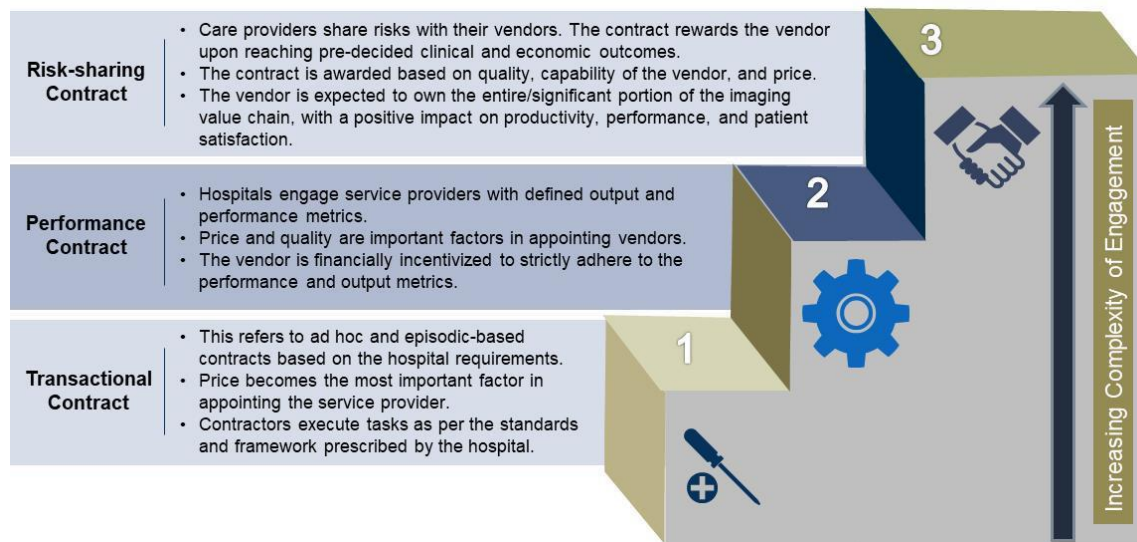 Risk-sharing
Contract
• Care providers share risks with their vendors. The contract rewards the vendor
upon reaching pre-decided clinical and economic outcomes.
• The contract is awarded based on quality, capability of the vendor, and price.
• The vendor is expected to own the entire/significant portion of the imaging
value chain, with a positive impact on productivity, performance, and patient
satisfaction.
3
Performance
Contract
• Hospitals engage service providers with defined output and
performance metrics.
• Price and quality are important factors in appointing vendors.
• The vendor is financially incentivized to strictly adhere to the
performance and output metrics.
2
Transactional
Contract
• This refers to ad hoc and episodic-based
contracts based on the hospital requirements.
• Price becomes the most important factor in
appointing the service provider.
• Contractors execute tasks as per the standards
and framework prescribed by the hospital.
1
Increasing Complexity of Engagement